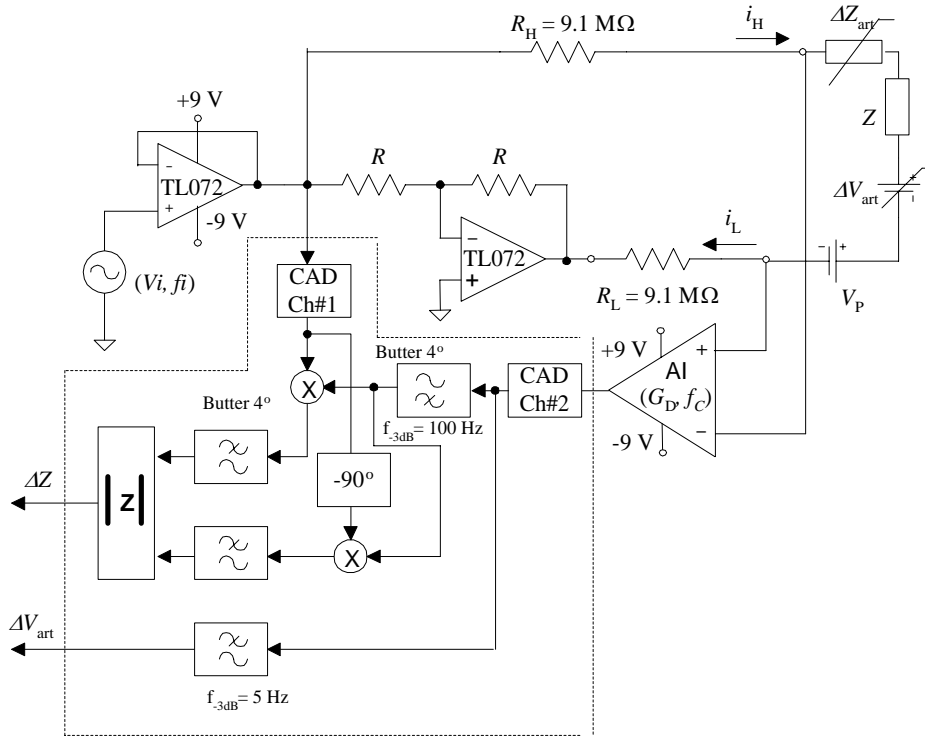 R_H = 9.1 MΩ
i_H
ΔZ_art
+9 V
-
TL072
+
-9 V
R
R
Z
ΔV_art
+
-
(Vi, fi)
-
TL072
+
i_L
R_L = 9.1 MΩ
- +
V_P
CAD
Ch#1
Butter 4º
X
f_-3dB = 100 Hz
CAD
Ch#2
+9 V
+
AI
(G_D, f_C)
-
-9 V
Butter 4º
-90º
ΔZ
|Z|
X
ΔV_art
f_-3dB = 5 Hz